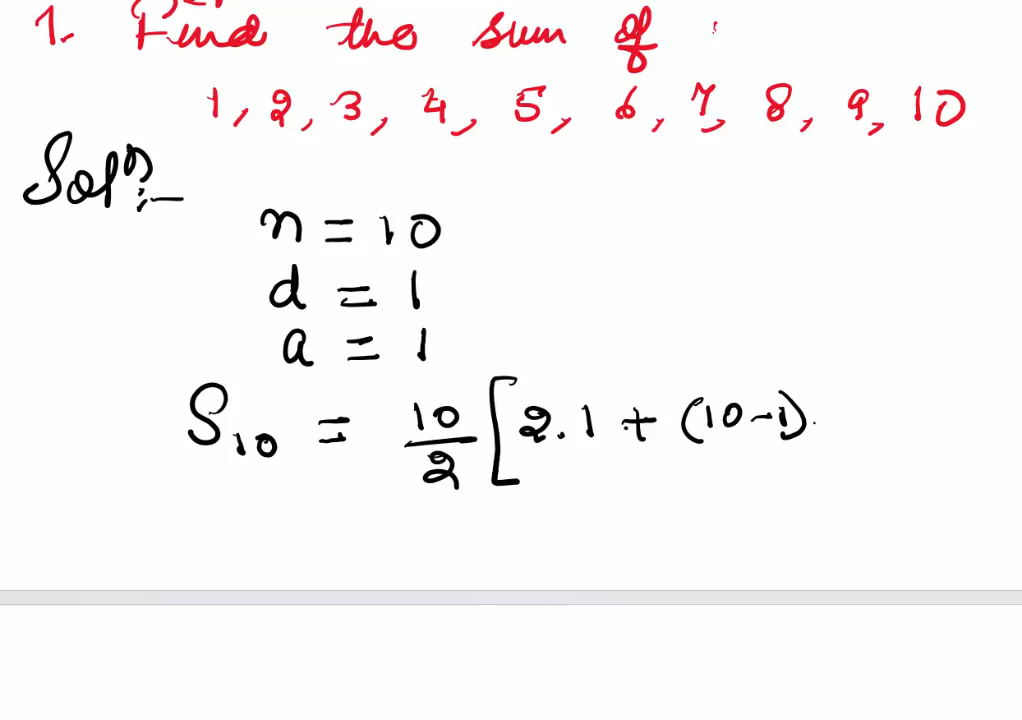 1. Find the sum of
1, 2, 3, 4, 5, 6, 7, 8, 9, 10
Solⁿ:-
n = 10
d = 1
a = 1
S₁₀ = 10/2 [2.1 + (10-1).